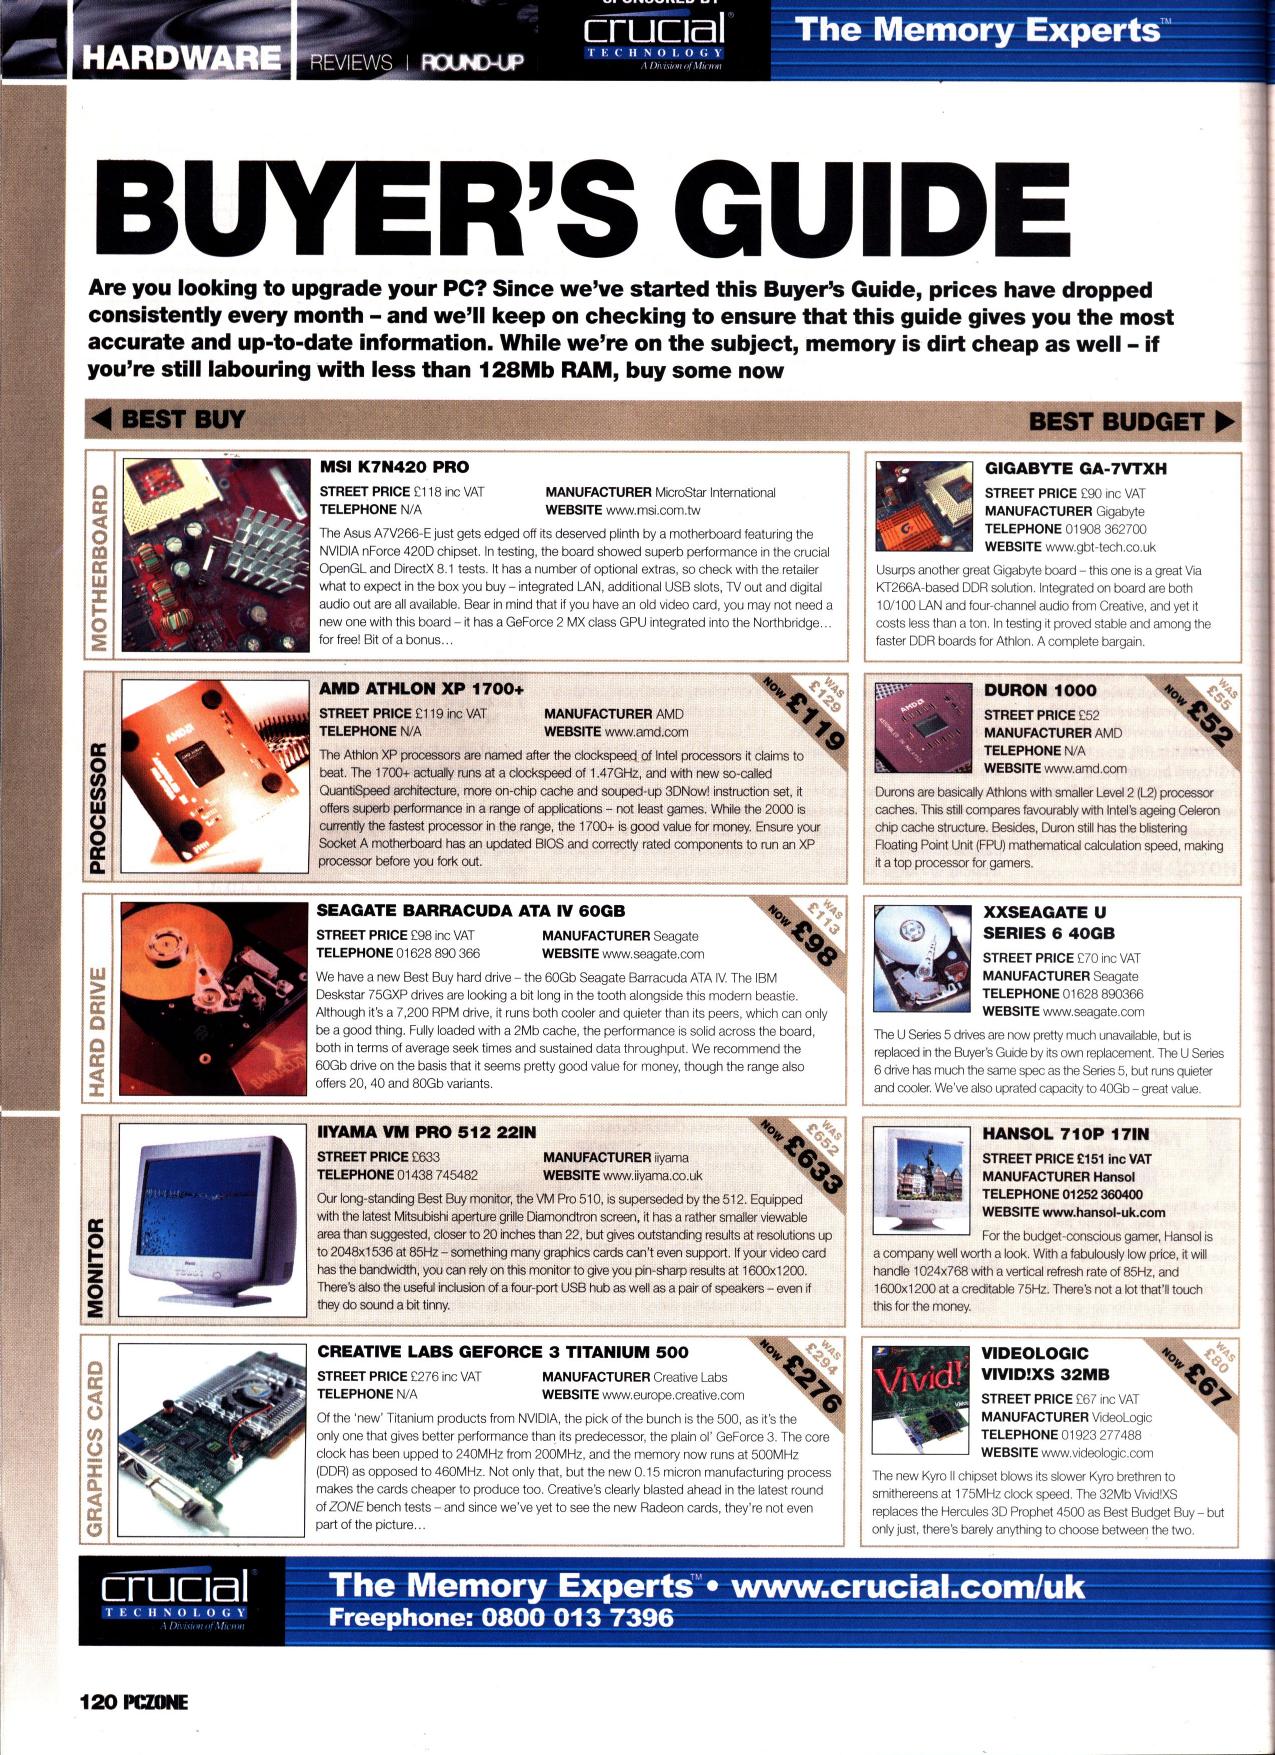 SPONSORED BY
HARDWARE
REVIEWS | ROUND-UP
crucial®
TECHNOLOGY
A Division of Micron
The Memory Experts™
BUYER'S GUIDE
Are you looking to upgrade your PC? Since we've started this Buyer's Guide, prices have dropped
consistently every month – and we'll keep on checking to ensure that this guide gives you the most
accurate and up-to-date information. While we're on the subject, memory is dirt cheap as well – if
you're still labouring with less than 128Mb RAM, buy some now
BEST BUY
BEST BUDGET
MOTHERBOARD
MSI K7N420 PRO
STREET PRICE £118 inc VAT
TELEPHONE N/A
MANUFACTURER MicroStar International
WEBSITE www.msi.com.tw
The Asus A7V266-E just gets edged off its deserved plinth by a motherboard featuring the
NVIDIA nForce 420D chipset. In testing, the board showed superb performance in the crucial
OpenGL and DirectX 8.1 tests. It has a number of optional extras, so check with the retailer
what to expect in the box you buy – integrated LAN, additional USB slots, TV out and digital
audio out are all available. Bear in mind that if you have an old video card, you may not need a
new one with this board – it has a GeForce 2 MX class GPU integrated into the Northbridge...
for free! Bit of a bonus...
GIGABYTE GA-7VTXH
STREET PRICE £90 inc VAT
MANUFACTURER Gigabyte
TELEPHONE 01908 362700
WEBSITE www.gbt-tech.co.uk
Usurps another great Gigabyte board – this one is a great Via
KT266A-based DDR solution. Integrated on board are both
10/100 LAN and four-channel audio from Creative, and yet it
costs less than a ton. In testing it proved stable and among the
faster DDR boards for Athlon. A complete bargain.
PROCESSOR
AMD ATHLON XP 1700+
STREET PRICE £119 inc VAT
TELEPHONE N/A
MANUFACTURER AMD
WEBSITE www.amd.com
WAS
£129
NOW £119
The Athlon XP processors are named after the clockspeed of Intel processors it claims to
beat. The 1700+ actually runs at a clockspeed of 1.47GHz, and with new so-called
QuantiSpeed architecture, more on-chip cache and souped-up 3DNow! instruction set, it
offers superb performance in a range of applications – not least games. While the 2000 is
currently the fastest processor in the range, the 1700+ is good value for money. Ensure your
Socket A motherboard has an updated BIOS and correctly rated components to run an XP
processor before you fork out.
DURON 1000
STREET PRICE £52
MANUFACTURER AMD
TELEPHONE N/A
WEBSITE www.amd.com
WAS
£55
NOW £52
Durons are basically Athlons with smaller Level 2 (L2) processor
caches. This still compares favourably with Intel's ageing Celeron
chip cache structure. Besides, Duron still has the blistering
Floating Point Unit (FPU) mathematical calculation speed, making
it a top processor for gamers.
HARD DRIVE
SEAGATE BARRACUDA ATA IV 60GB
STREET PRICE £98 inc VAT
TELEPHONE 01628 890 366
MANUFACTURER Seagate
WEBSITE www.seagate.com
WAS
£113
NOW £98
We have a new Best Buy hard drive – the 60Gb Seagate Barracuda ATA IV. The IBM
Deskstar 75GXP drives are looking a bit long in the tooth alongside this modern beastie.
Although it's a 7,200 RPM drive, it runs both cooler and quieter than its peers, which can only
be a good thing. Fully loaded with a 2Mb cache, the performance is solid across the board,
both in terms of average seek times and sustained data throughput. We recommend the
60Gb drive on the basis that it seems pretty good value for money, though the range also
offers 20, 40 and 80Gb variants.
XXSEAGATE U
SERIES 6 40GB
STREET PRICE £70 inc VAT
MANUFACTURER Seagate
TELEPHONE 01628 890366
WEBSITE www.seagate.com
The U Series 5 drives are now pretty much unavailable, but is
replaced in the Buyer's Guide by its own replacement. The U Series
6 drive has much the same spec as the Series 5, but runs quieter
and cooler. We've also uprated capacity to 40Gb – great value.
MONITOR
IIYAMA VM PRO 512 22IN
STREET PRICE £633
TELEPHONE 01438 745482
MANUFACTURER iiyama
WEBSITE www.iiyama.co.uk
WAS
£652
NOW £633
Our long-standing Best Buy monitor, the VM Pro 510, is superseded by the 512. Equipped
with the latest Mitsubishi aperture grille Diamondtron screen, it has a rather smaller viewable
area than suggested, closer to 20 inches than 22, but gives outstanding results at resolutions up
to 2048x1536 at 85Hz – something many graphics cards can't even support. If your video card
has the bandwidth, you can rely on this monitor to give you pin-sharp results at 1600x1200.
There's also the useful inclusion of a four-port USB hub as well as a pair of speakers – even if
they do sound a bit tinny.
HANSOL 710P 17IN
STREET PRICE £151 inc VAT
MANUFACTURER Hansol
TELEPHONE 01252 360400
WEBSITE www.hansol-uk.com
For the budget-conscious gamer, Hansol is
a company well worth a look. With a fabulously low price, it will
handle 1024x768 with a vertical refresh rate of 85Hz, and
1600x1200 at a creditable 75Hz. There's not a lot that'll touch
this for the money.
GRAPHICS CARD
CREATIVE LABS GEFORCE 3 TITANIUM 500
STREET PRICE £276 inc VAT
TELEPHONE N/A
MANUFACTURER Creative Labs
WEBSITE www.europe.creative.com
WAS
£294
NOW £276
Of the 'new' Titanium products from NVIDIA, the pick of the bunch is the 500, as it's the
only one that gives better performance than its predecessor, the plain ol' GeForce 3. The core
clock has been upped to 240MHz from 200MHz, and the memory now runs at 500MHz
(DDR) as opposed to 460MHz. Not only that, but the new 0.15 micron manufacturing process
makes the cards cheaper to produce too. Creative's clearly blasted ahead in the latest round
of ZONE bench tests – and since we've yet to see the new Radeon cards, they're not even
part of the picture...
Vivid!
VIDEOLOGIC
VIVID!XS 32MB
STREET PRICE £67 inc VAT
MANUFACTURER VideoLogic
TELEPHONE 01923 277488
WEBSITE www.videologic.com
WAS
£80
NOW £67
The new Kyro II chipset blows its slower Kyro brethren to
smithereens at 175MHz clock speed. The 32Mb Vivid!XS
replaces the Hercules 3D Prophet 4500 as Best Budget Buy – but
only just, there's barely anything to choose between the two.
crucial®
TECHNOLOGY
A Division of Micron
The Memory Experts™ • www.crucial.com/uk
Freephone: 0800 013 7396
120 PCZONE